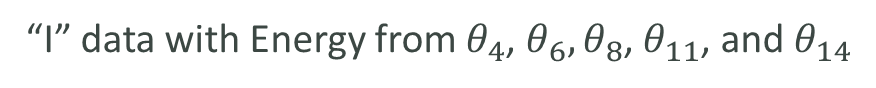 “I” data with Energy from θ₄, θ₆, θ₈, θ₁₁, and θ₁₄